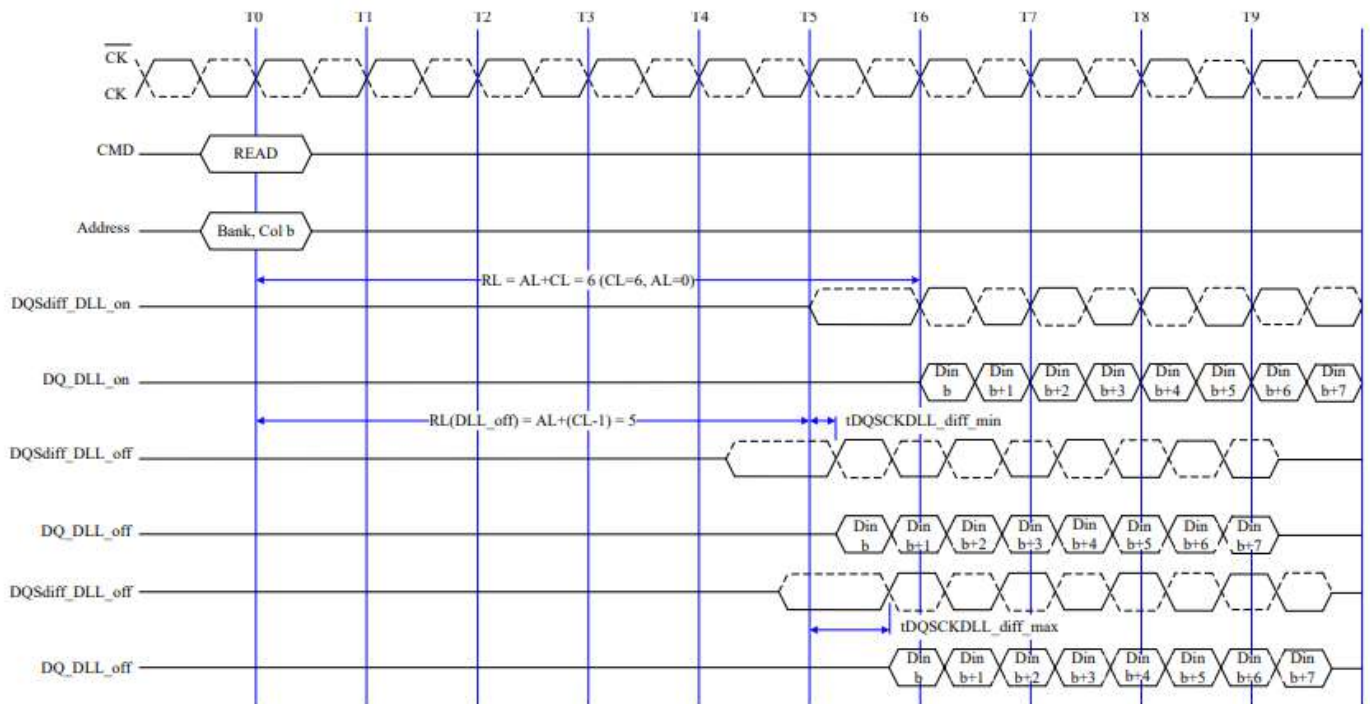 T0 T1 T2 T3 T4 T5 T6 T7 T8 T9
CK
CK
CMD READ
Address Bank, Col b
RL = AL+CL = 6 (CL=6, AL=0)
DQSdiff_DLL_on
DQ_DLL_on Din b Din b+1 Din b+2 Din b+3 Din b+4 Din b+5 Din b+6 Din b+7
RL(DLL_off) = AL+(CL-1) = 5 tDQSCKDLL_diff_min
DQSdiff_DLL_off
DQ_DLL_off Din b Din b+1 Din b+2 Din b+3 Din b+4 Din b+5 Din b+6 Din b+7
DQSdiff_DLL_off
tDQSCKDLL_diff_max
DQ_DLL_off Din b Din b+1 Din b+2 Din b+3 Din b+4 Din b+5 Din b+6 Din b+7